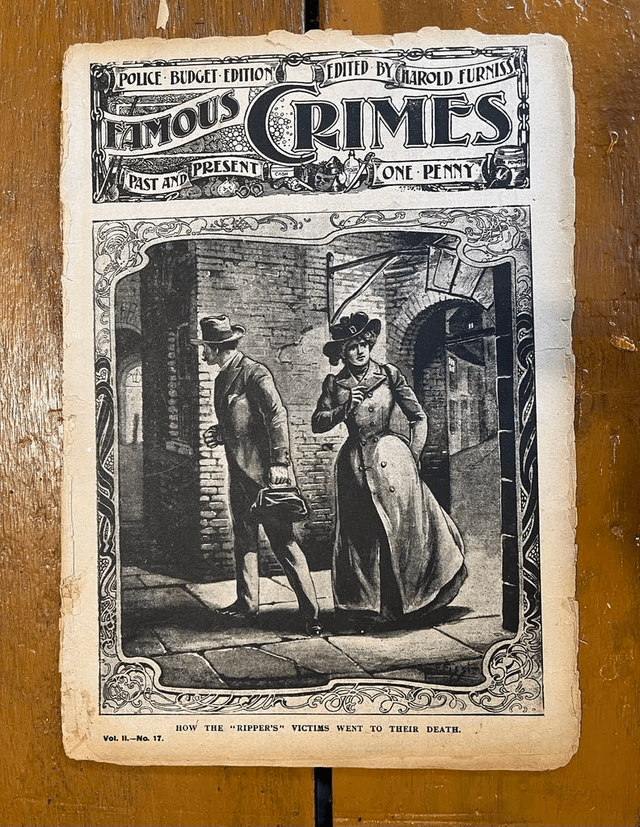 POLICE · BUDGET · EDITION
EDITED · BY HAROLD FURNISS
FAMOUS CRIMES
PAST AND PRESENT
ONE · PENNY
HOW THE "RIPPER'S" VICTIMS WENT TO THEIR DEATH.
Vol. II.—No. 17.